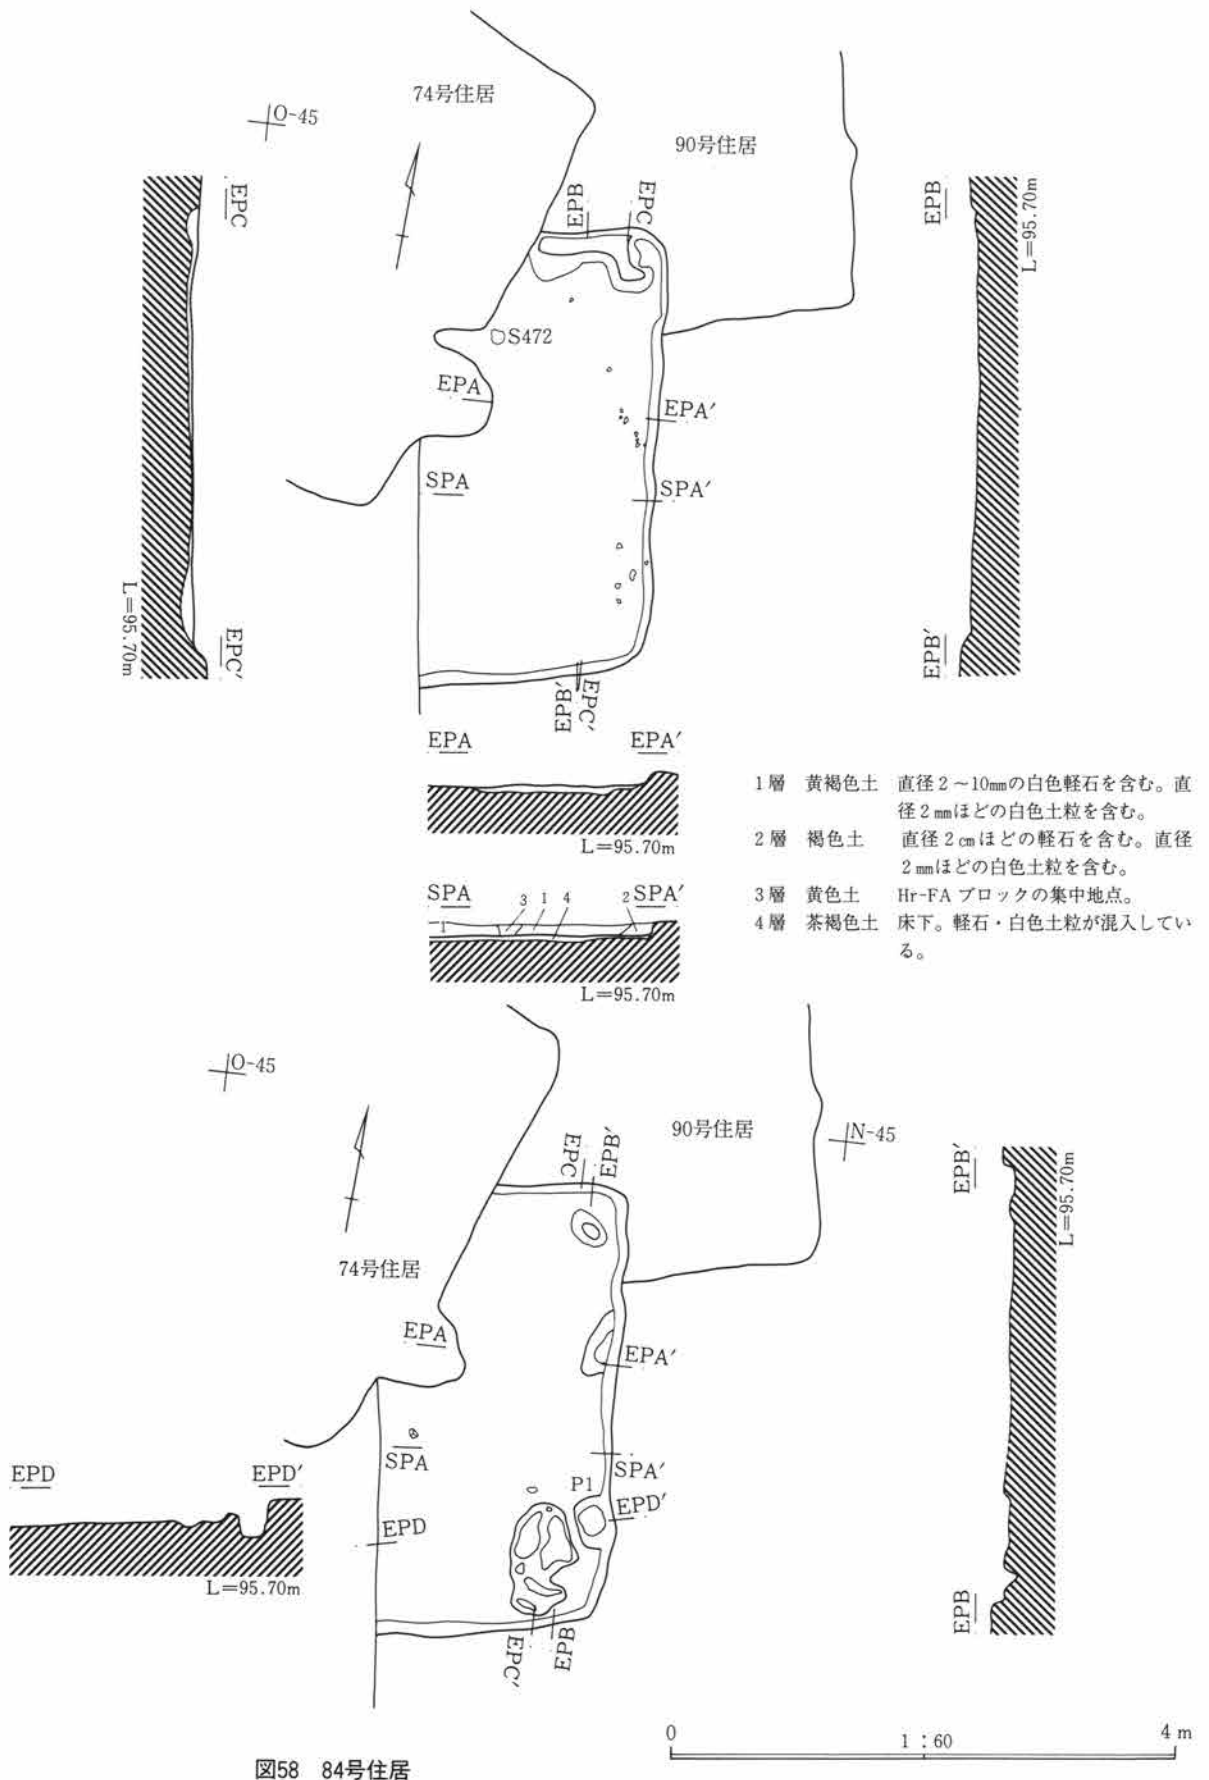 74号住居
O-45
90号住居
EPC
EPB
EPC
EPB
L=95.70m
S472
EPA
EPA′
SPA
SPA′
L=95.70m
EPC′
EPB′
EPC′
EPB′
EPA
EPA′
L=95.70m
SPA
SPA′
1
3
1
4
2
L=95.70m
1層 黄褐色土 直径2～10㎜の白色軽石を含む。直
径2㎜ほどの白色土粒を含む。
2層 褐色土 直径2㎝ほどの軽石を含む。直径
2㎜ほどの白色土粒を含む。
3層 黄色土 Hr-FA ブロックの集中地点。
4層 茶褐色土 床下。軽石・白色土粒が混入してい
る。
O-45
90号住居
N-45
EPC
EPB′
EPB′
L=95.70m
74号住居
EPA
EPA′
SPA
SPA′
EPD
EPD′
P1
EPD′
EPD
L=95.70m
EPC′
EPB
EPB
0
1：60
4 m
図58 84号住居